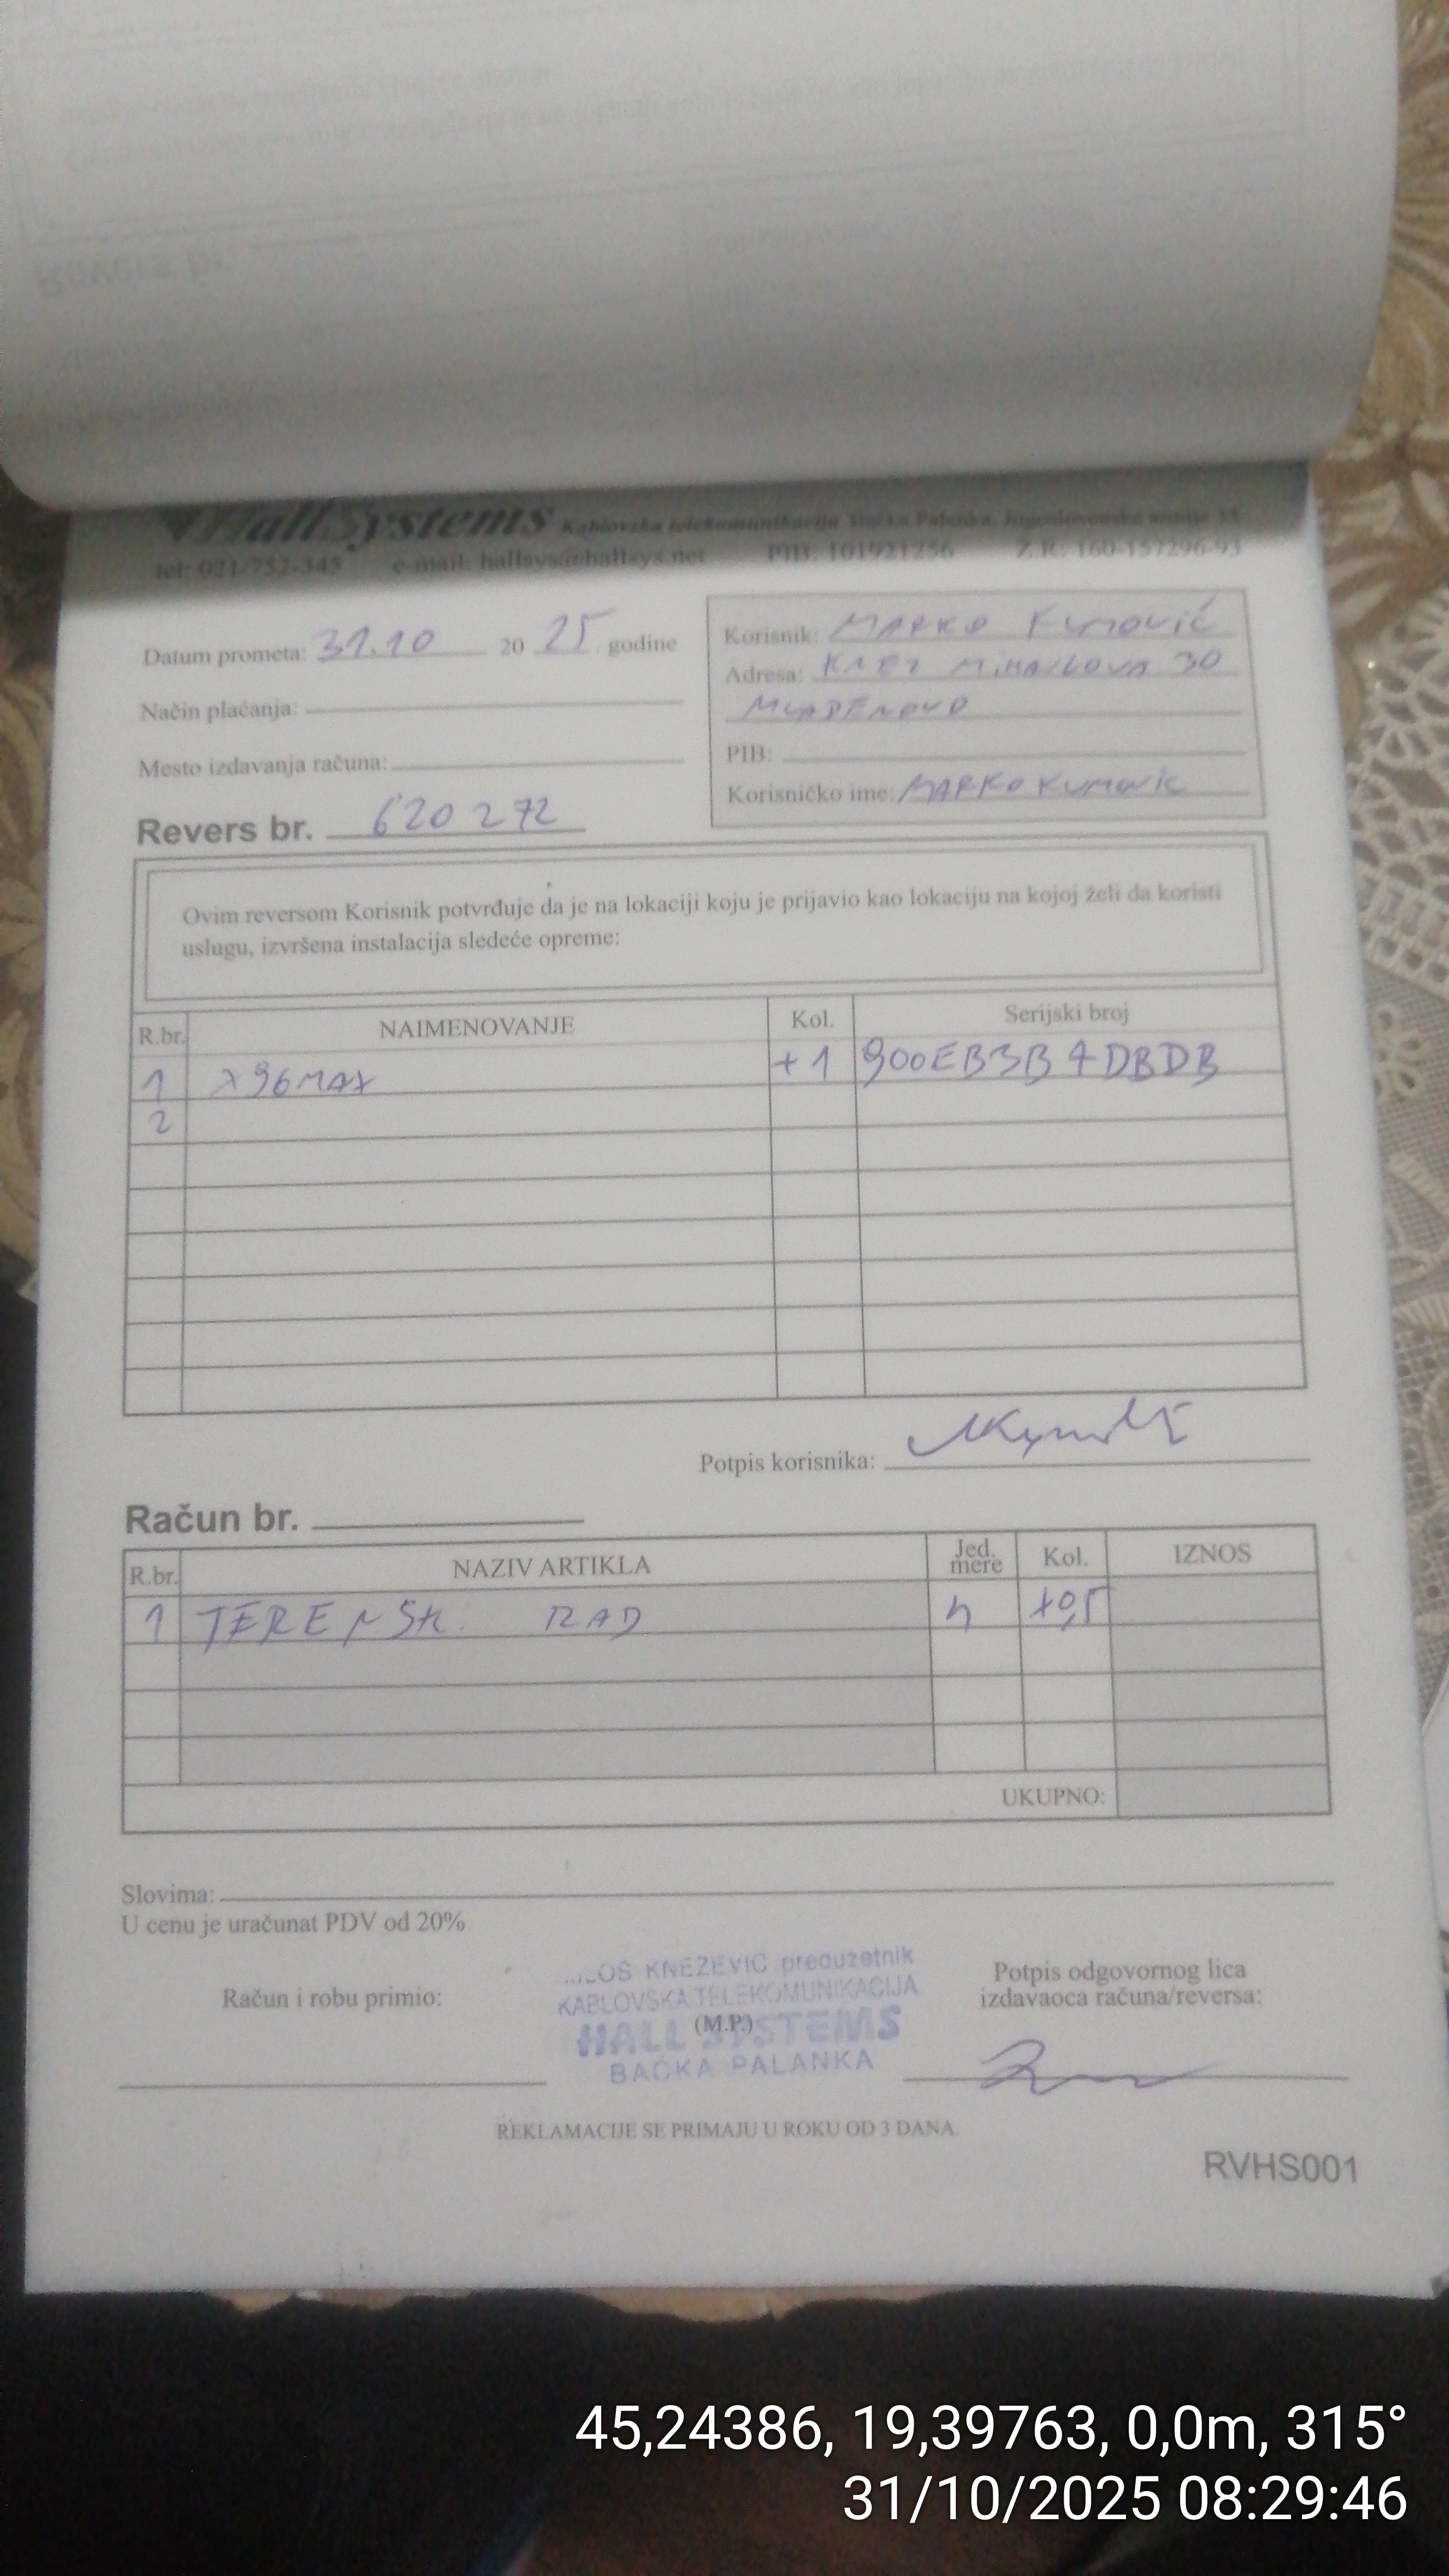 HallSystems Kablovska telekomunikacija Bačka Palanka, Jugoslovenske armije
tel: 021/752-345 e-mail: hallsys@hallsys.net PIB: 101921256 Ž.R. 160-157296-93
Datum prometa: 31.10 20 25 godine
Način plaćanja:
Mesto izdavanja računa:
Revers br. 620272
Korisnik: MARKO KUMOVIĆ
Adresa: KNEZ MIHAILOVA 30
MLADENOVO
PIB:
Korisničko ime: MARKO KUMOVIC
Ovim reversom Korisnik potvrđuje da je na lokaciji koju je prijavio kao lokaciju na kojoj želi da koristi
uslugu, izvršena instalacija sledeće opreme:
R.br. NAIMENOVANJE Kol. Serijski broj
1 X96MAX +1 900EB3B7DBDB
2
Potpis korisnika:
Račun br.
R.br. NAZIV ARTIKLA Jed. mere Kol. IZNOS
1 TERENSK. RAD h +0,5
UKUPNO:
Slovima:
U cenu je uračunat PDV od 20%
Račun i robu primio:
KNEZEVIC preduzetnik
KABLOVSKA TELEKOMUNIKACIJA
(M.P.)
HALL SYSTEMS
BAČKA PALANKA
Potpis odgovornog lica
izdavaoca računa/reversa:
REKLAMACIJE SE PRIMAJU U ROKU OD 3 DANA.
RVHS001
45,24386, 19,39763, 0,0m, 315°
31/10/2025 08:29:46